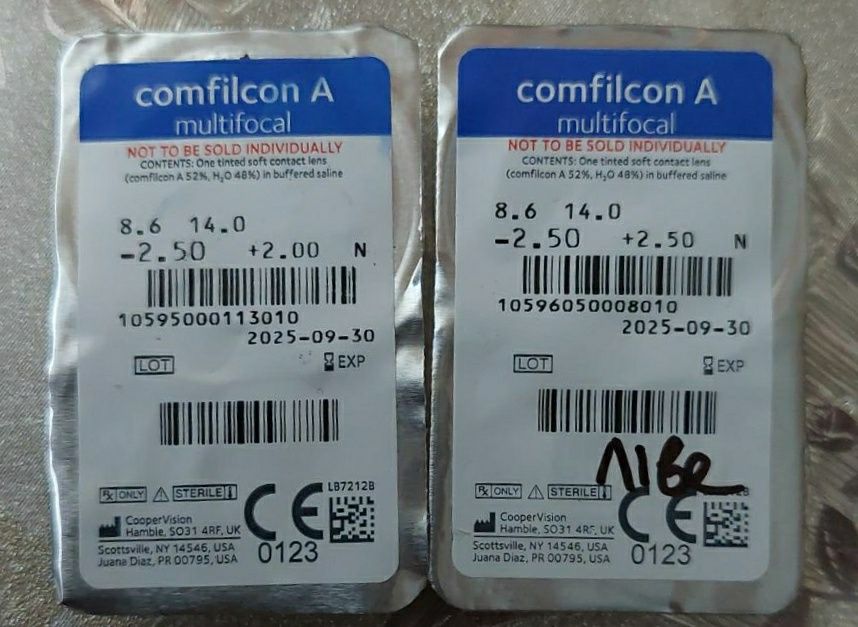 comfilcon A
multifocal
NOT TO BE SOLD INDIVIDUALLY
CONTENTS: One tinted soft contact lens
(comfilcon A 52%, H₂O 48%) in buffered saline
8.6 14.0
-2.50 +2.00 N
10595000113010
2025-09-30
LOT EXP
Rx ONLY STERILE
LB7212B
CE
0123
CooperVision
Hamble, SO31 4RF, UK
Scottsville, NY 14546, USA
Juana Diaz, PR 00795, USA
comfilcon A
multifocal
NOT TO BE SOLD INDIVIDUALLY
CONTENTS: One tinted soft contact lens
(comfilcon A 52%, H₂O 48%) in buffered saline
8.6 14.0
-2.50 +2.50 N
10596050008010
2025-09-30
LOT EXP
ліве
Rx ONLY STERILE
CE
0123
CooperVision
Hamble, SO31 4RF, UK
Scottsville, NY 14546, USA
Juana Diaz, PR 00795, USA